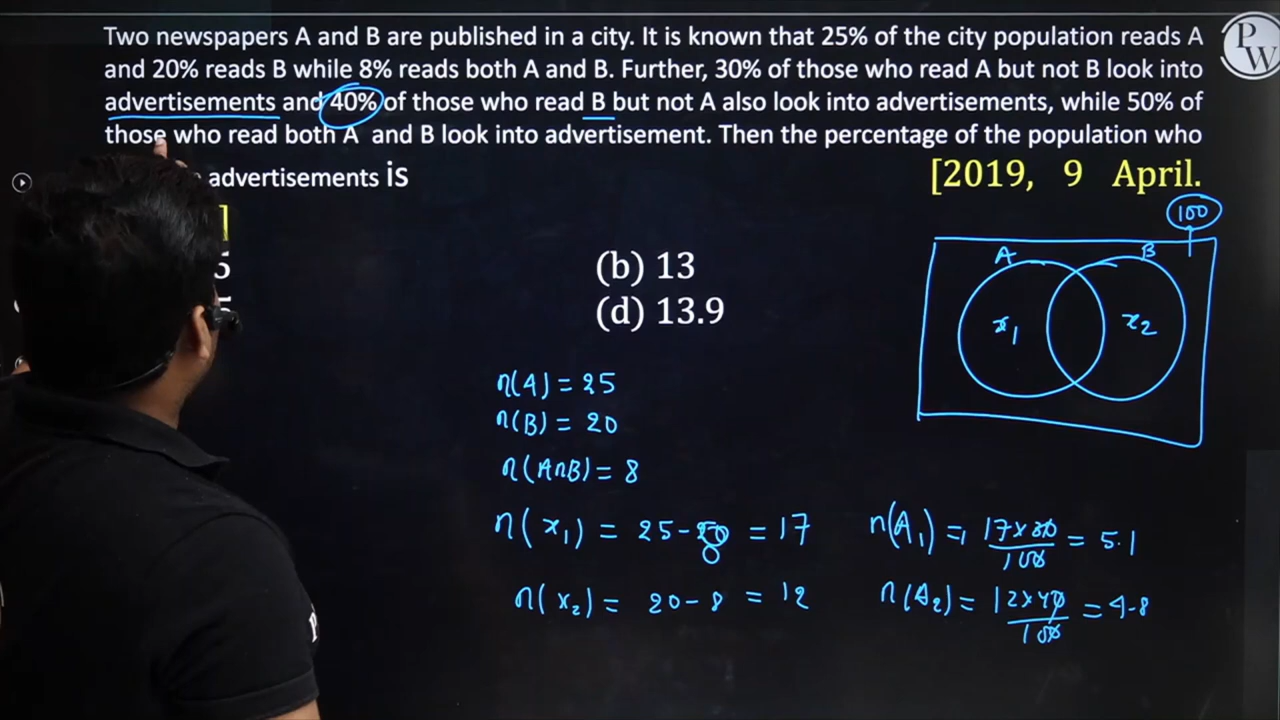 Two newspapers A and B are published in a city. It is known that 25% of the city population reads A
and 20% reads B while 8% reads both A and B. Further, 30% of those who read A but not B look into
advertisements and 40% of those who read B but not A also look into advertisements, while 50% of
those who read both A and B look into advertisement. Then the percentage of the population who
advertisements is
[2019, 9 April.
]
(b) 13
(d) 13.9
P
W
100
A B
x₁ x₂
n(A) = 25
n(B) = 20
n(A∩B) = 8
n(x₁) = 25 - 8 = 17
n(A₁) = 17×30/100 = 5.1
n(x₂) = 20 - 8 = 12
n(A₂) = 12×40/100 = 4.8